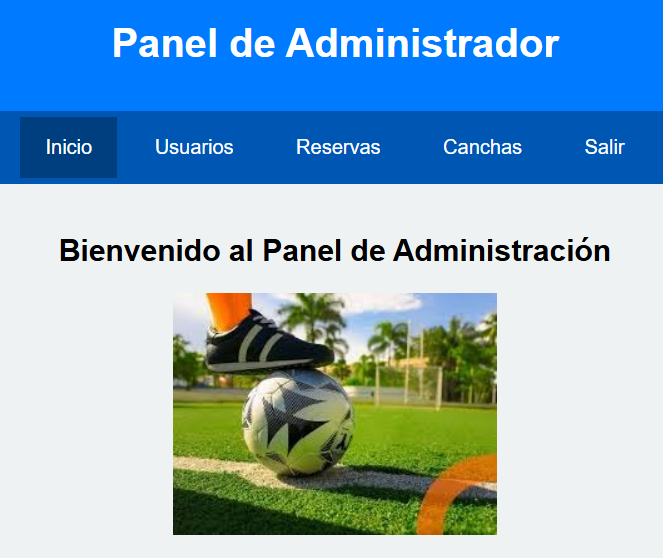 Panel de Administrador
Inicio Usuarios Reservas Canchas Salir
Bienvenido al Panel de Administración